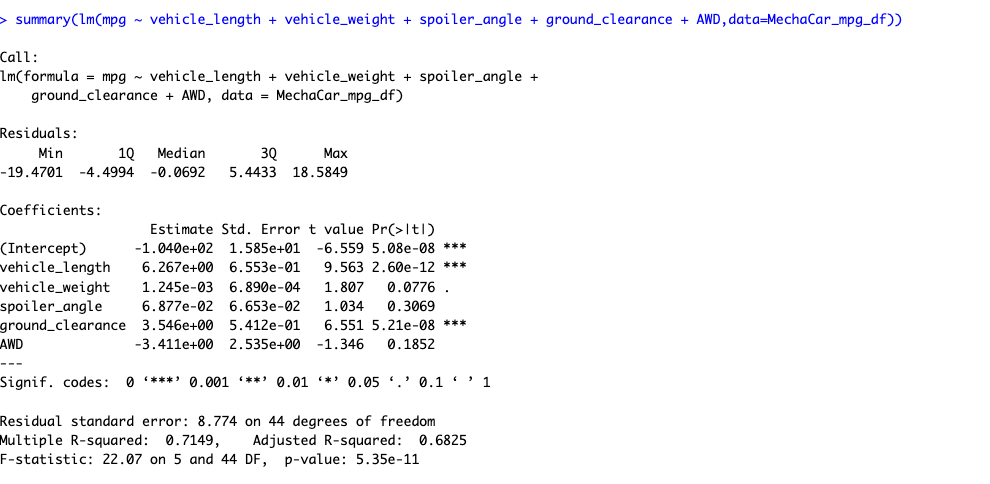 > summary(lm(mpg ~ vehicle_length + vehicle_weight + spoiler_angle + ground_clearance + AWD,data=MechaCar_mpg_df))
Call:
lm(formula = mpg ~ vehicle_length + vehicle_weight + spoiler_angle +
    ground_clearance + AWD, data = MechaCar_mpg_df)
Residuals:
     Min       1Q   Median       3Q      Max
-19.4701  -4.4994  -0.0692   5.4433  18.5849
Coefficients:
                   Estimate Std. Error t value Pr(>|t|)
(Intercept)      -1.040e+02  1.585e+01  -6.559 5.08e-08 ***
vehicle_length    6.267e+00  6.553e-01   9.563 2.60e-12 ***
vehicle_weight    1.245e-03  6.890e-04   1.807   0.0776 .
spoiler_angle     6.877e-02  6.653e-02   1.034   0.3069
ground_clearance  3.546e+00  5.412e-01   6.551 5.21e-08 ***
AWD              -3.411e+00  2.535e+00  -1.346   0.1852
---
Signif. codes:  0 ‘***’ 0.001 ‘**’ 0.01 ‘*’ 0.05 ‘.’ 0.1 ‘ ’ 1
Residual standard error: 8.774 on 44 degrees of freedom
Multiple R-squared:  0.7149,    Adjusted R-squared:  0.6825
F-statistic: 22.07 on 5 and 44 DF,  p-value: 5.35e-11